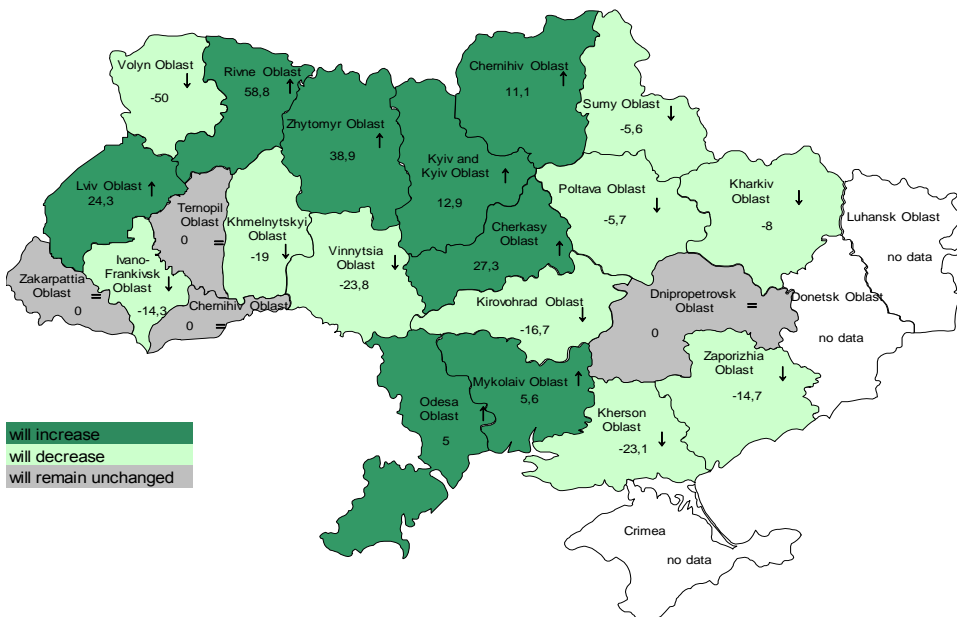 Volyn Oblast
↓
-50
Rivne Oblast
58,8 ↑
Zhytomyr Oblast
↑
38,9
Chernihiv Oblast
↑
11,1
Sumy Oblast
↓
-5,6
Kyiv and
Kyiv Oblast
↑
12,9
Lviv Oblast
↑
24,3
Ternopil
Oblast
0 =
Khmelnytskyi
Oblast
↓
-19
Vinnytsia
Oblast
↓
-23,8
Cherkasy
Oblast
↑
27,3
Poltava Oblast
↓
-5,7
Kharkiv
Oblast
↓
-8
Luhansk Oblast
no data
Zakarpattia
Oblast
=
0
Ivano-
Frankivsk
Oblast
↓
-14,3
Chernihiv Oblast
0 =
Kirovohrad Oblast
↓
-16,7
Dnipropetrovsk
Oblast
=
0
Donetsk Oblast
no data
Zaporizhia
Oblast
↓
-14,7
Odesa
Oblast
↑
5
Mykolaiv Oblast
↑
5,6
Kherson
Oblast
↓
-23,1
Crimea
no data
will increase
will decrease
will remain unchanged